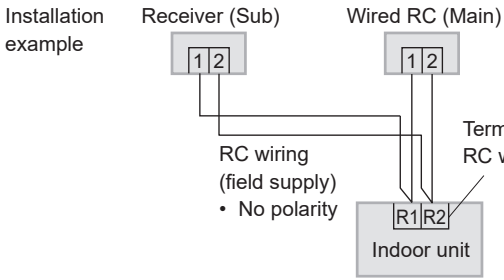 Installation
example
Receiver (Sub)
Wired RC (Main)
1 2
1 2
RC wiring
(field supply)
• No polarity
RC
R1 R2
Indoor unit